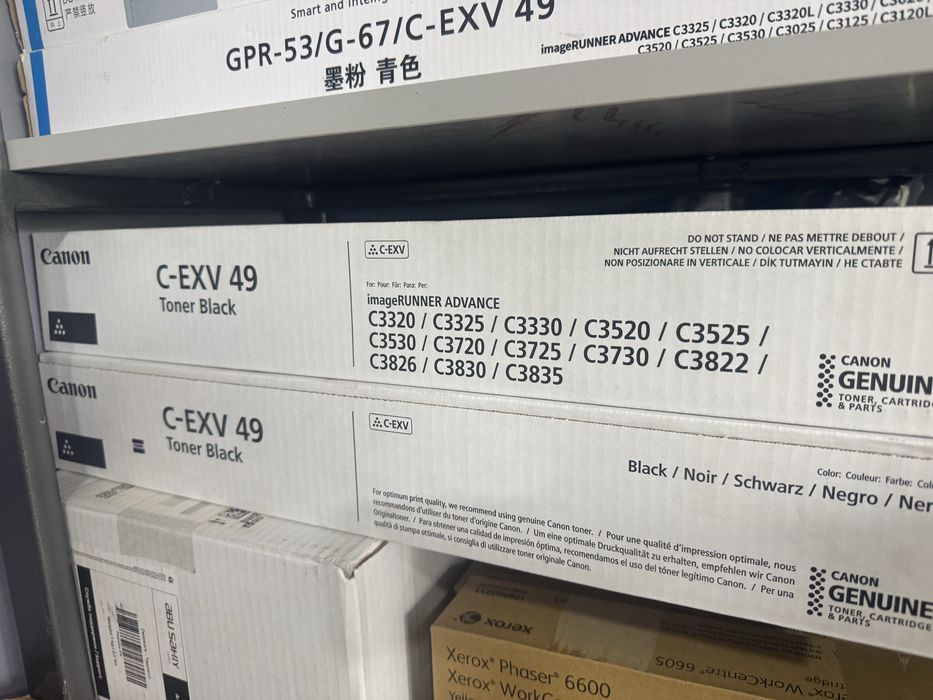 严禁竖放
Smart and
GPR-53/G-67/C-EXV 49
墨粉 青色
imageRUNNER ADVANCE C3325 / C3320 / C3320L / C3330 /
C3520 / C3525 / C3530 / C3025 / C3125 / C3120L
Canon
C-EXV 49
Toner Black
C-EXV
For: Pour: Für: Para: Per:
imageRUNNER ADVANCE
C3320 / C3325 / C3330 / C3520 / C3525 /
C3530 / C3720 / C3725 / C3730 / C3822 /
C3826 / C3830 / C3835
DO NOT STAND / NE PAS METTRE DEBOUT /
NICHT AUFRECHT STELLEN / NO COLOCAR VERTICALMENTE /
NON POSIZIONARE IN VERTICALE / DİK TUTMAYIN / НЕ СТАВТЕ
CANON
GENUIN
TONER, CARTRID
& PARTS
Canon
C-EXV 49
Toner Black
C-EXV
Color: Couleur: Farbe:
Black / Noir / Schwarz / Negro / Ner
For optimum print quality, we recommend using genuine Canon toner. / Pour une qualité d'impression optimale, nous
recommandons d'utiliser du toner d'origine Canon. / Um eine optimale Druckqualität zu erhalten, empfehlen wir Canon
Originaltoner. / Para obtener una calidad de impresión óptima, recomendamos el uso del tóner legítimo Canon. / Per una
qualità di stampa ottimale, si consiglia di utilizzare toner originale Canon.
CANON
GENUINE
TONER, CARTRIDGE
& PARTS
xerox
Xerox® Phaser® 6600
Xerox® WorkC
WorkCentre® 6605